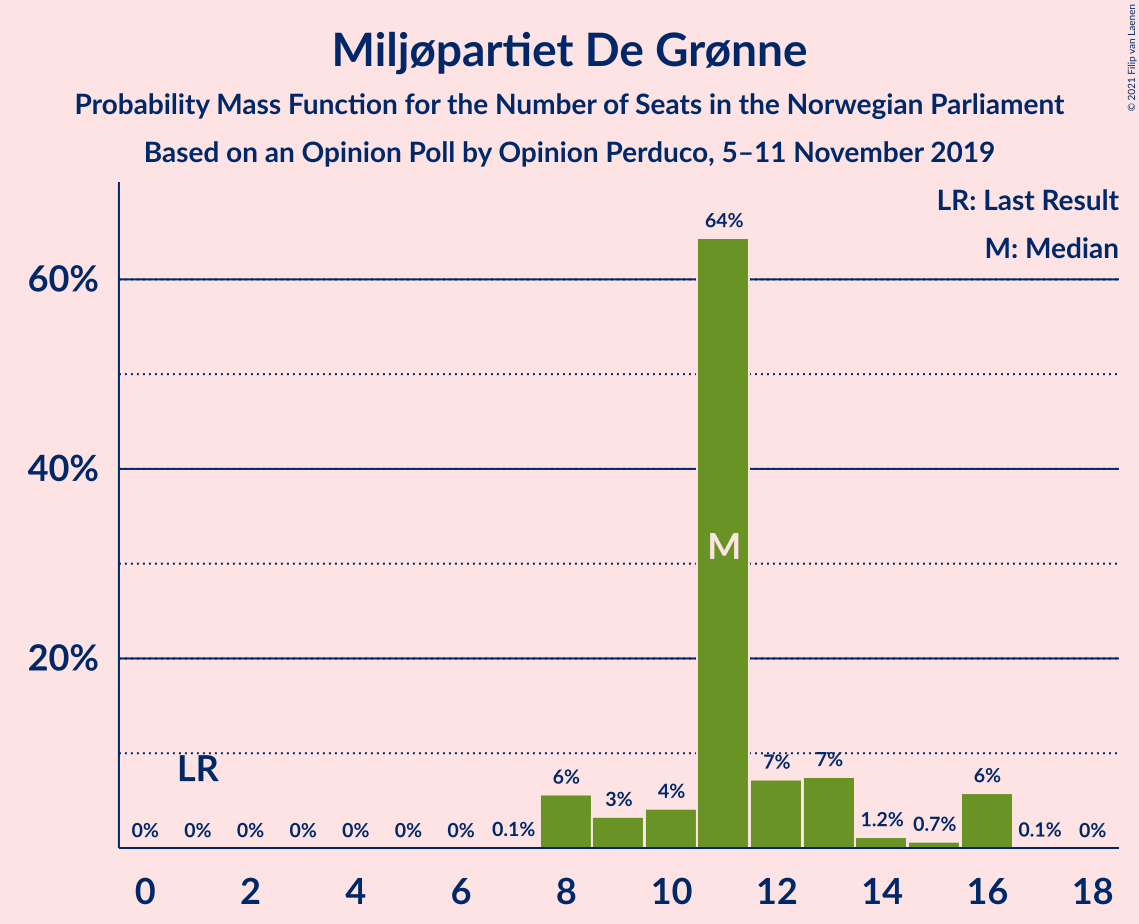 Miljøpartiet De Grønne
Probability Mass Function for the Number of Seats in the Norwegian Parliament
Based on an Opinion Poll by Opinion Perduco, 5–11 November 2019
© 2021 Filip van Laenen
LR: Last Result
M: Median
64%
60%
40%
M
20%
LR
7% 7%
6% 3% 4% 6%
0% 0% 0% 0% 0% 0% 0% 0.1% 1.2% 0.7% 0.1% 0%
0 2 4 6 8 10 12 14 16 18